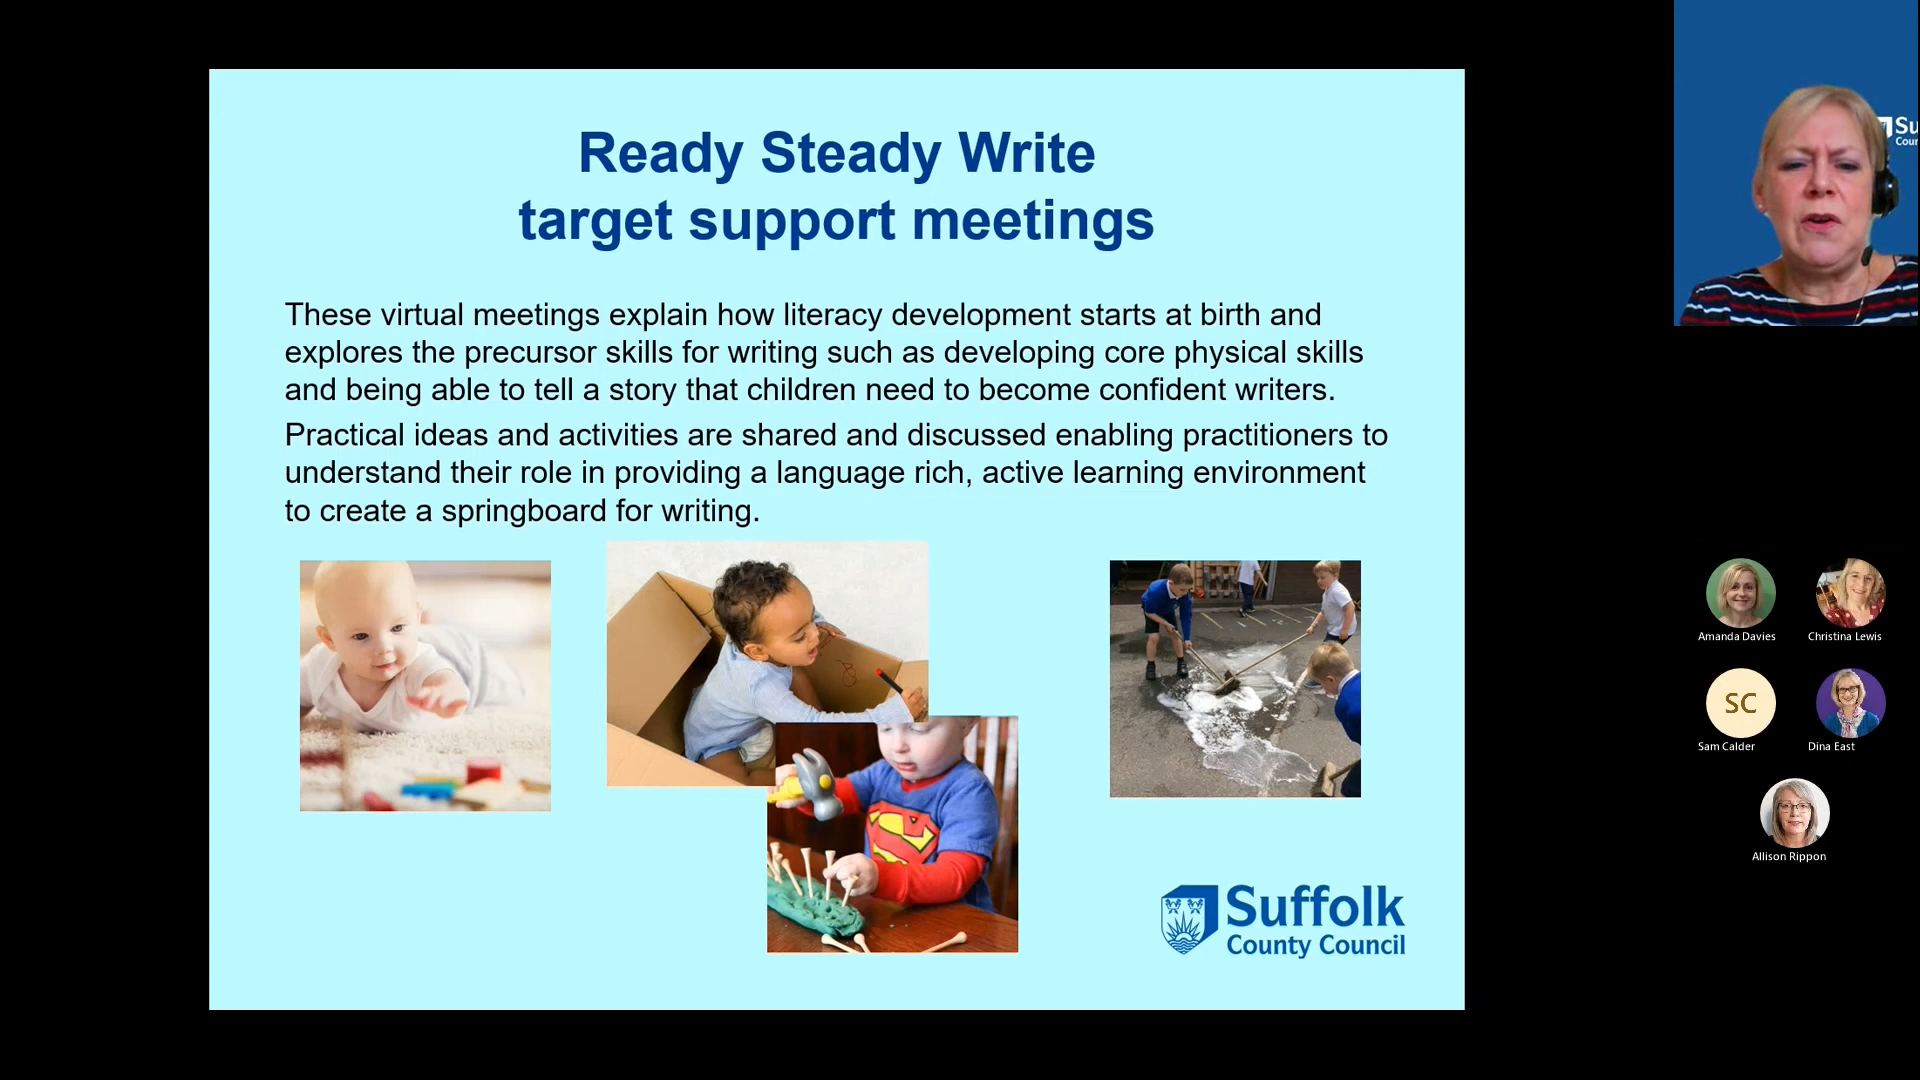 Ready Steady Write
target support meetings
These virtual meetings explain how literacy development starts at birth and
explores the precursor skills for writing such as developing core physical skills
and being able to tell a story that children need to become confident writers.
Practical ideas and activities are shared and discussed enabling practitioners to
understand their role in providing a language rich, active learning environment
to create a springboard for writing.
Suffolk
County Council
Su
Coun
Amanda Davies
Christina Lewis
SC
Sam Calder
Dina East
Allison Rippon